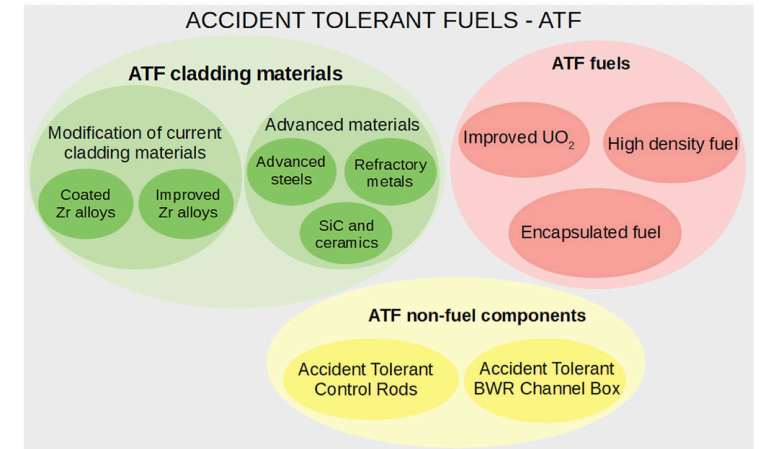 ACCIDENT TOLERANT FUELS - ATF
ATF cladding materials
Modification of current
cladding materials
Coated
Zr alloys
Improved
Zr alloys
Advanced materials
Advanced
steels
Refractory
metals
SiC and
ceramics
ATF fuels
Improved UO₂
High density fuel
Encapsulated fuel
ATF non-fuel components
Accident Tolerant
Control Rods
Accident Tolerant
BWR Channel Box